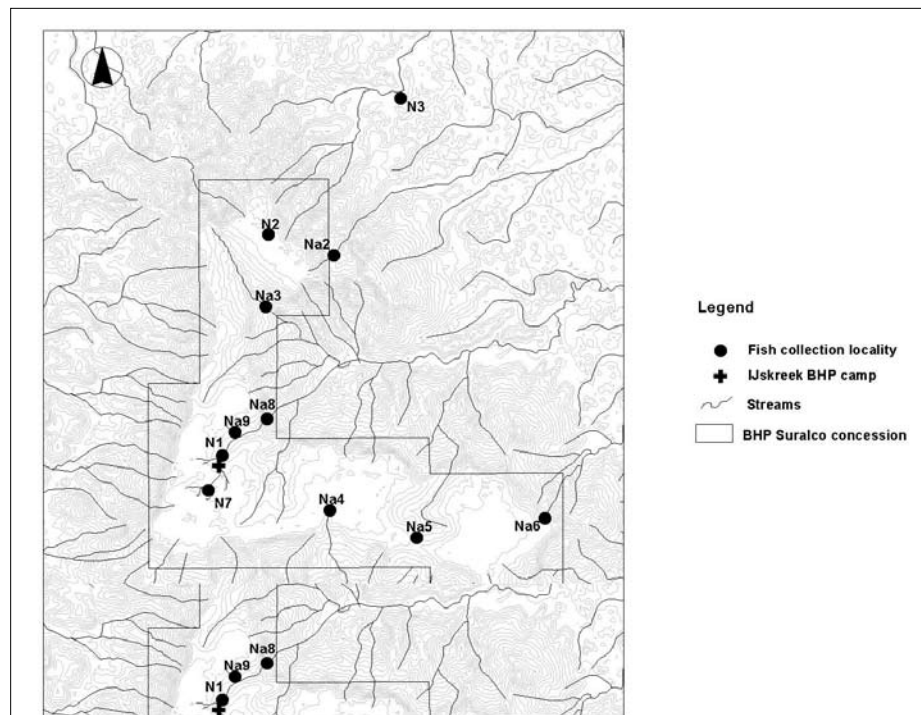 N3
N2
Na2
Na3
Na8
Na9
N1
N7
Na4
Na5
Na6
Na8
Na9
N1
Legend
Fish collection locality
IJskreek BHP camp
Streams
BHP Suralco concession